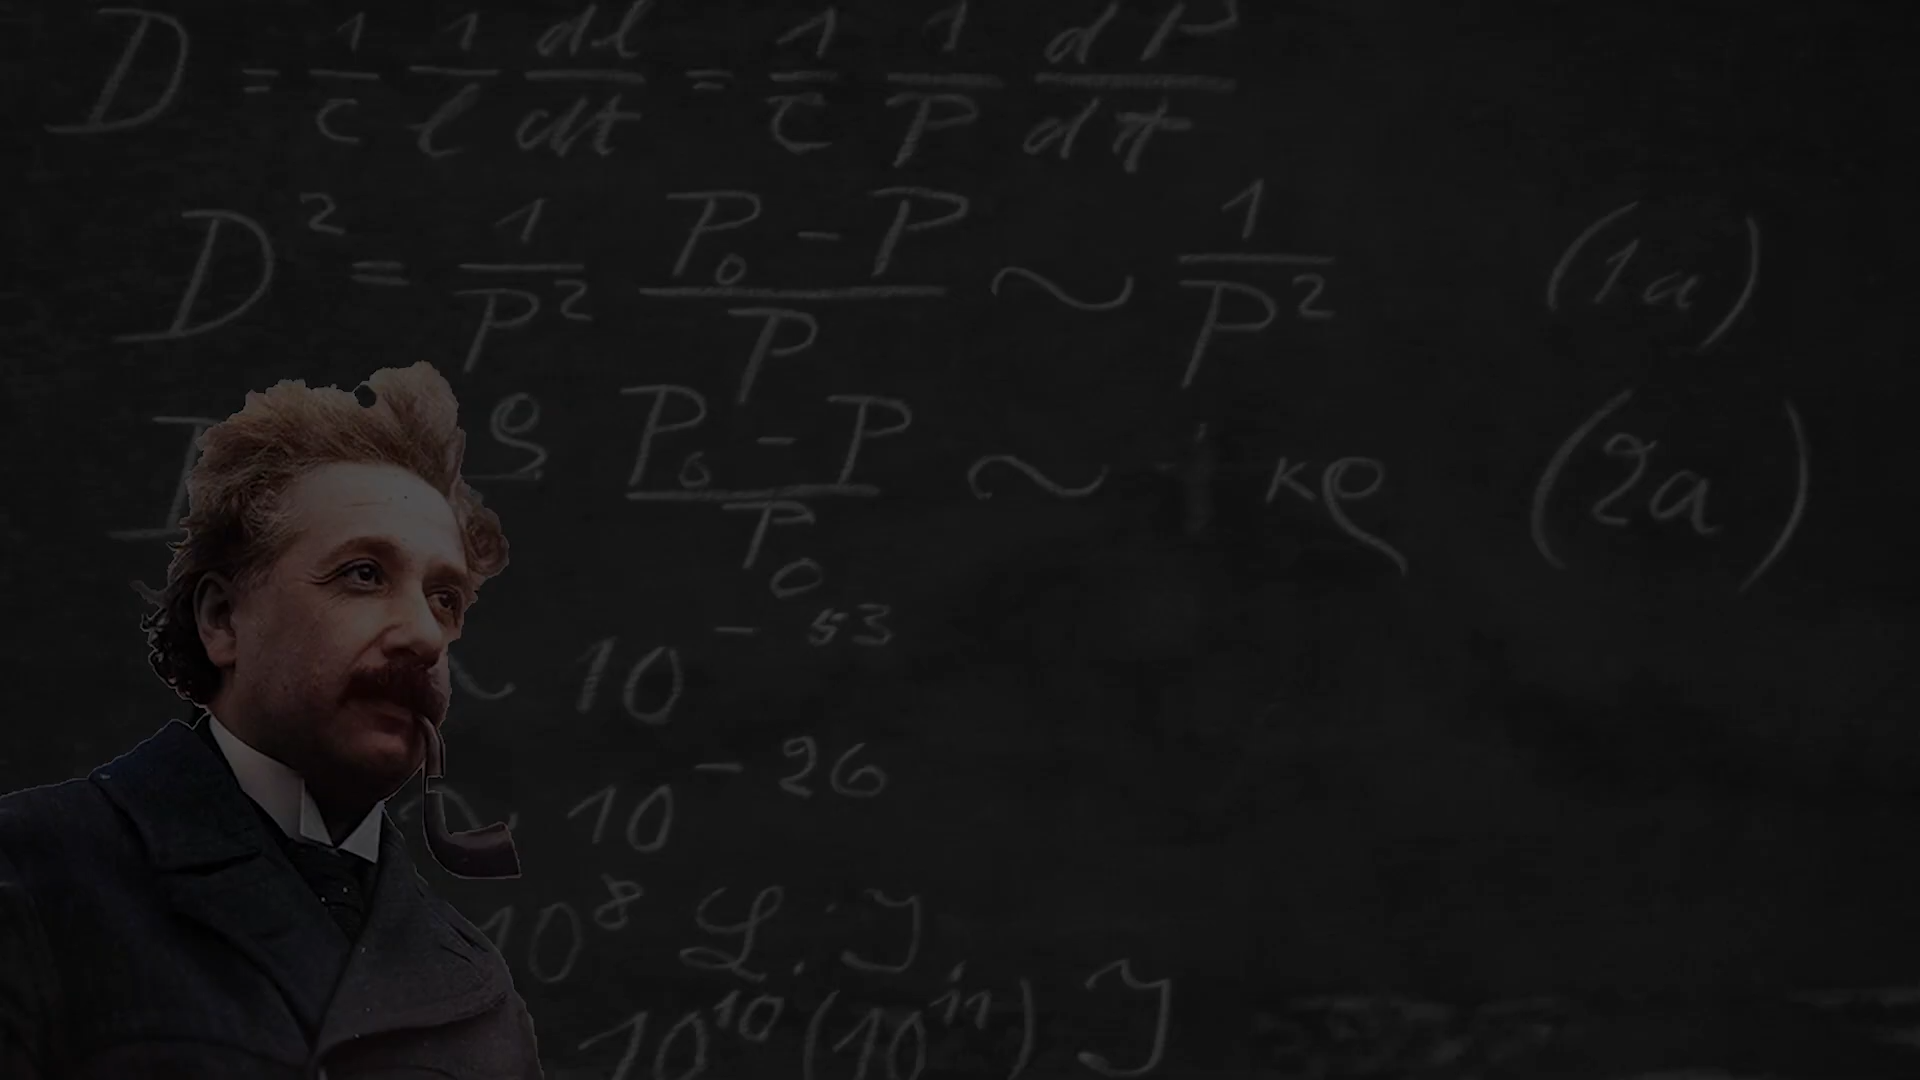 D = 1/c 1/l dl/dt = 1/c 1/P dP/dt
D² = 1/P² (P₀ − P)/P ~ 1/P² (1a)
ϱ (P₀ − P)/P₀ ~ κϱ (2a)
~ 10⁻⁵³
~ 10⁻²⁶
10⁸ L.J.
10¹⁰(10¹¹) J